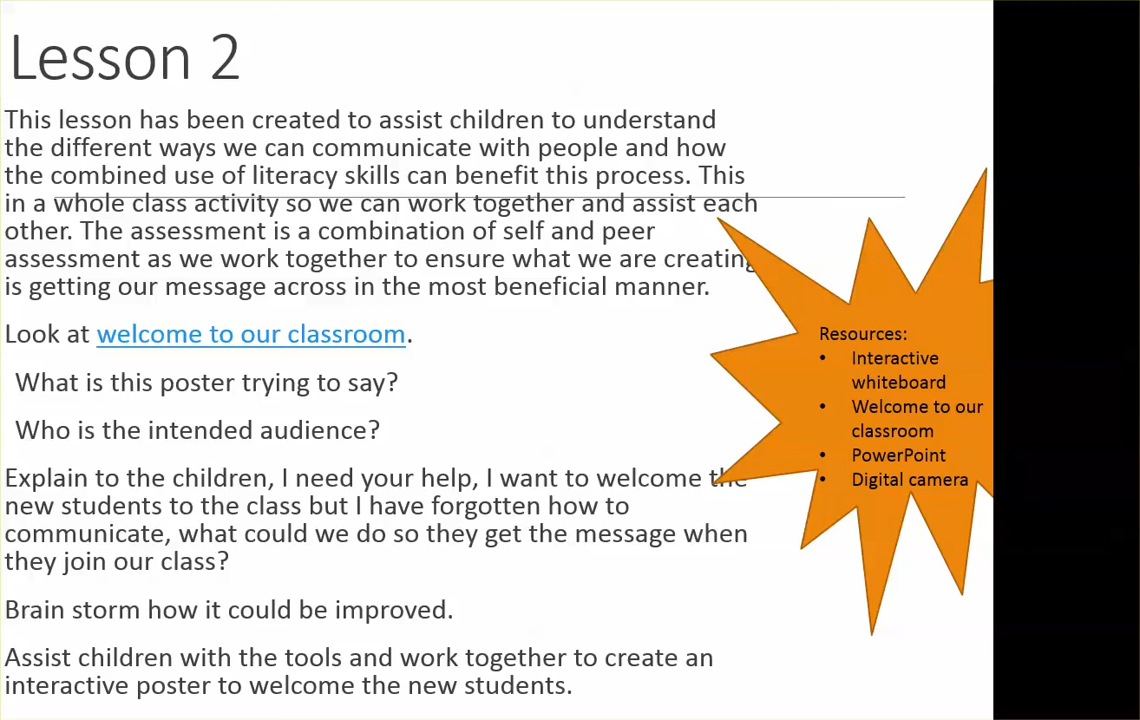 Lesson 2
This lesson has been created to assist children to understand
the different ways we can communicate with people and how
the combined use of literacy skills can benefit this process. This
in a whole class activity so we can work together and assist each
other. The assessment is a combination of self and peer
assessment as we work together to ensure what we are creating
is getting our message across in the most beneficial manner.
Look at welcome to our classroom.
What is this poster trying to say?
Who is the intended audience?
Explain to the children, I need your help, I want to welcome the
new students to the class but I have forgotten how to
communicate, what could we do so they get the message when
they join our class?
Brain storm how it could be improved.
Assist children with the tools and work together to create an
interactive poster to welcome the new students.
Resources:
• Interactive
whiteboard
• Welcome to our
classroom
• PowerPoint
• Digital camera